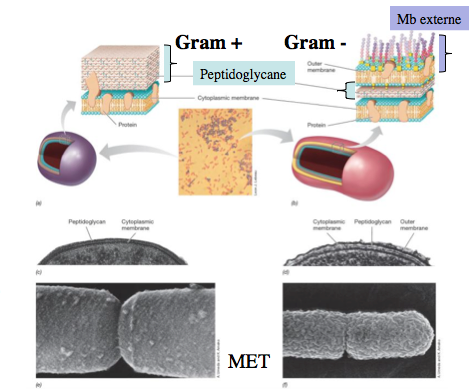 Mb externe
Gram +
Gram -
Outer
membrane
Peptidoglycane
Cytoplasmic membrane
Protein
Protein
(a)
(b)
Peptidoglycan
Cytoplasmic
membrane
Cytoplasmic
membrane
Peptidoglycan
Outer
membrane
(c)
(d)
MET
(e)
(f)